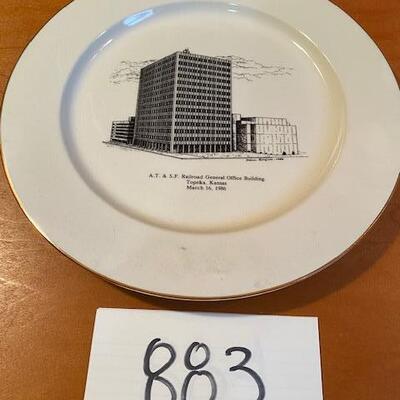 A.T. & S.F. Railroad General Office Building
Topeka, Kansas
March 16, 1986
883